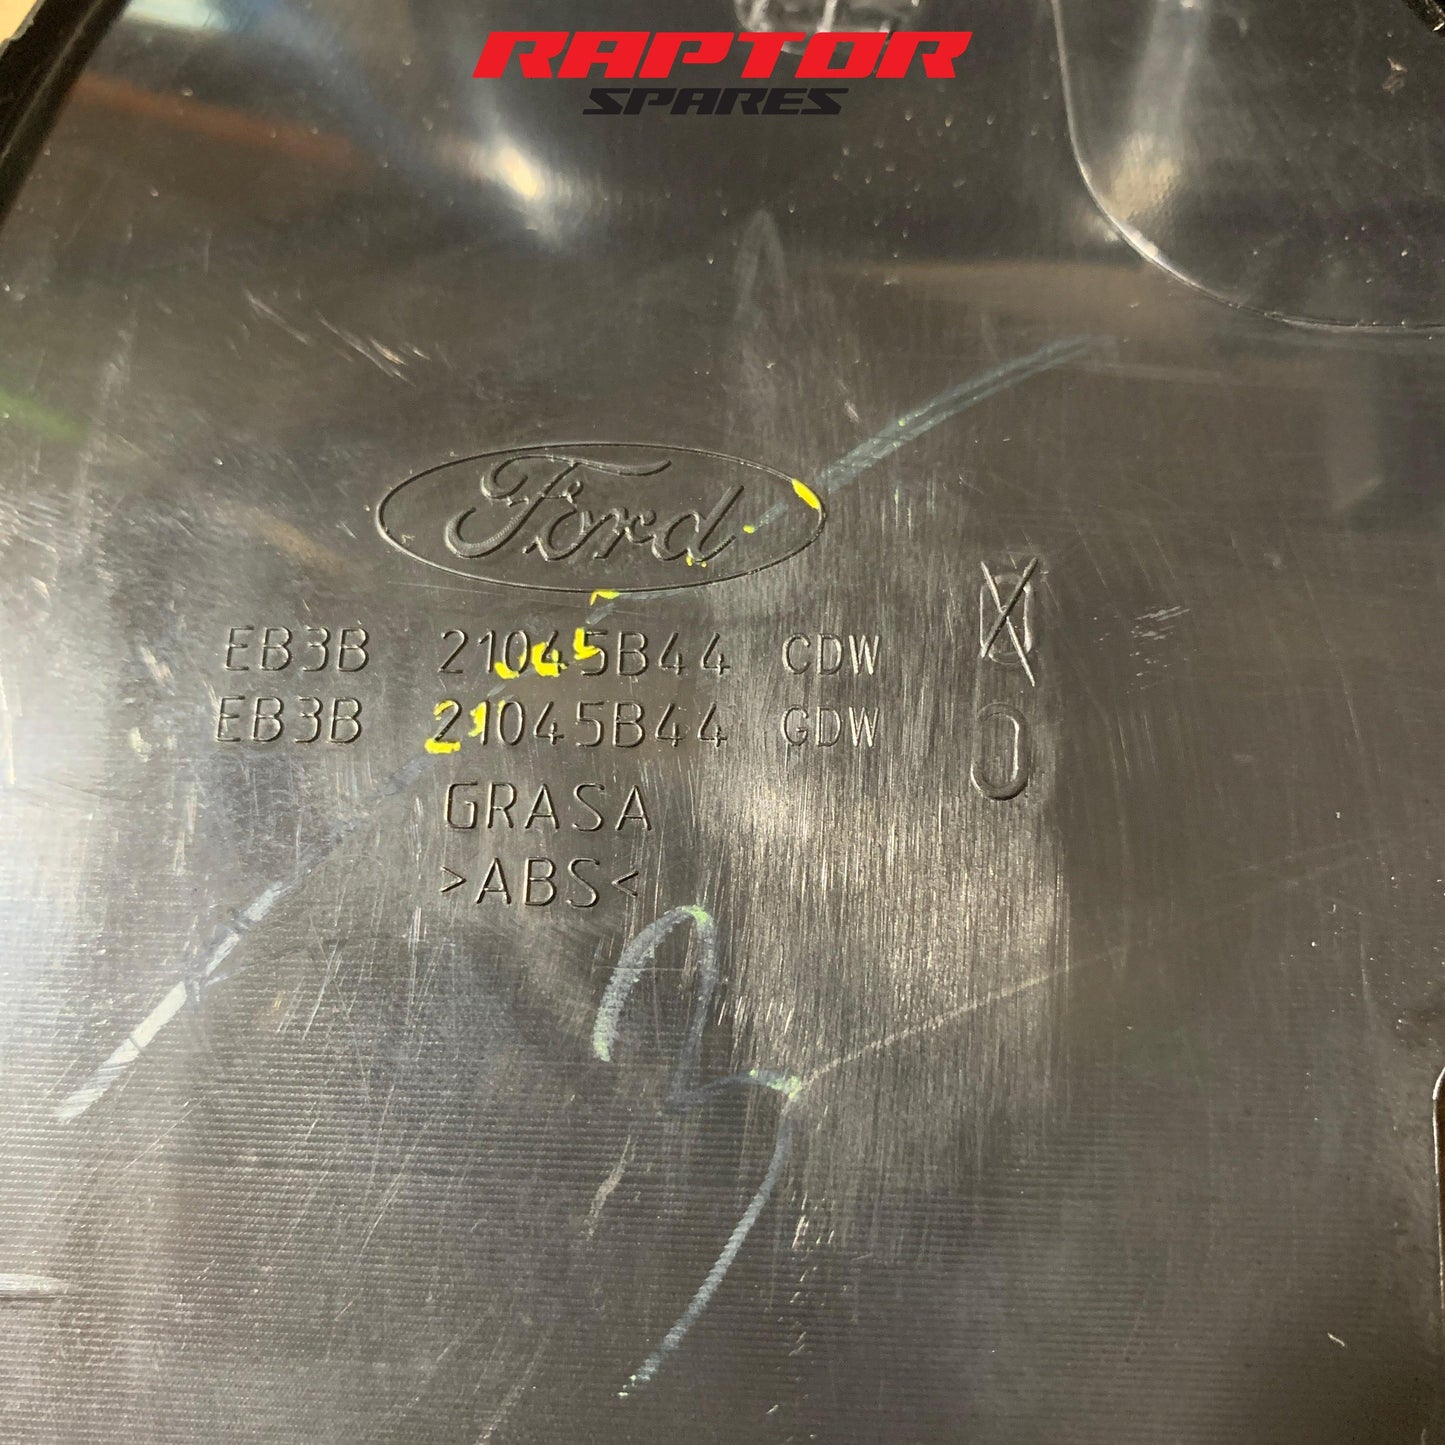 RAPTOR
SPARES
Ford
EB3B 21045B44 CDW
EB3B 21045B44 GDW
GRASA
>ABS<